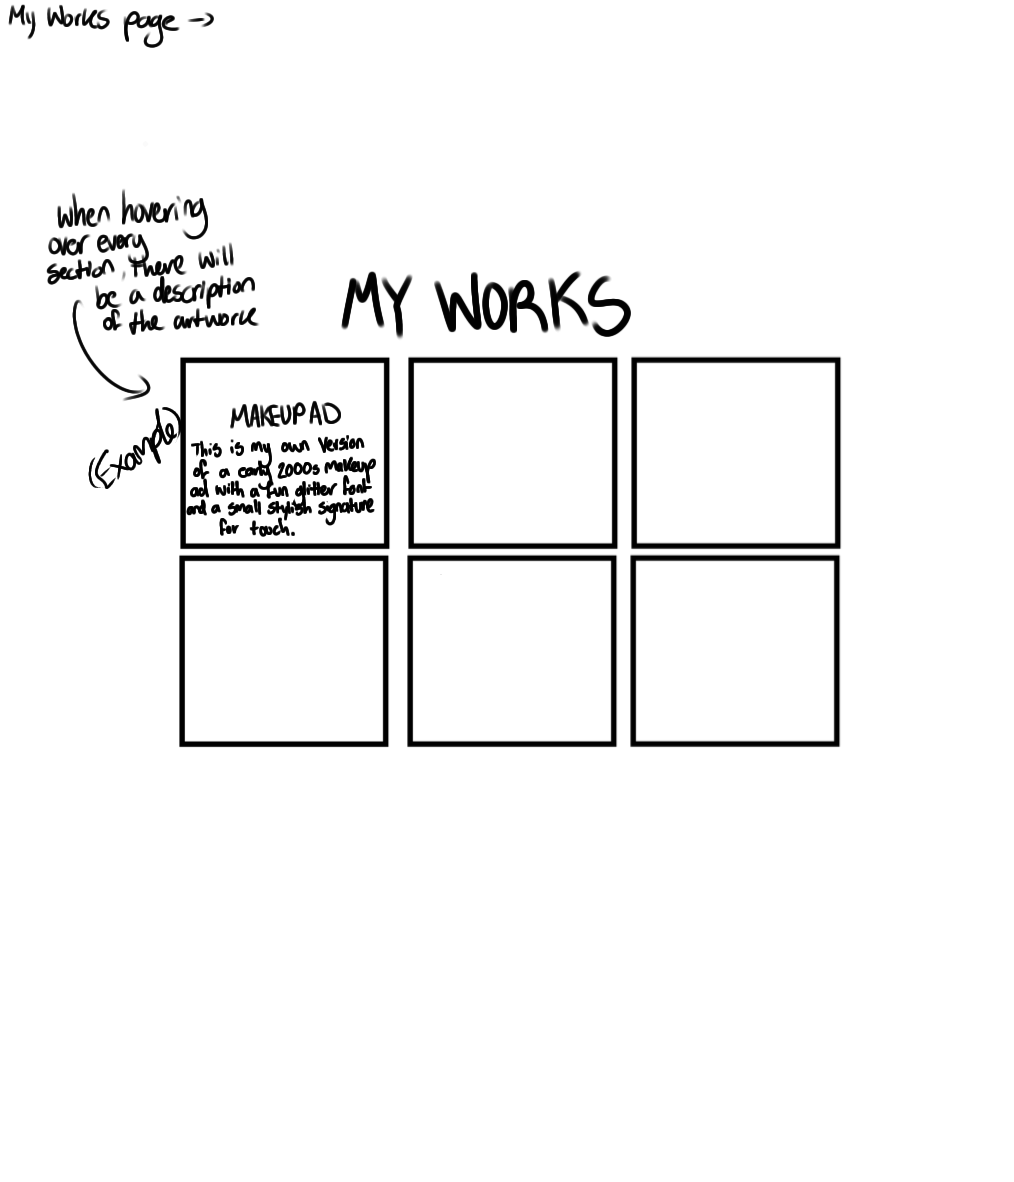 My Works page →
when hovering
over every
section, there will
be a description
of the artwork
MY WORKS
(Example)
MAKEUP AD
This is my own version
of a early 2000s makeup
ad with a fun glitter font
and a small stylish signature
for touch.